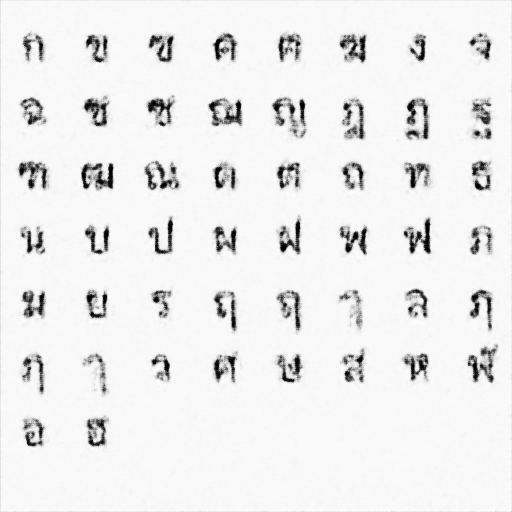 ก ข ฃ ค ฅ ฆ ง จ
ฉ ช ซ ฌ ญ ฎ ฏ ฐ
ฑ ฒ ณ ด ต ถ ท ธ
น บ ป ผ ฝ พ ฟ ภ
ม ย ร ฤ ฤ ๅ ล ฦ
ฦ ๅ ว ศ ษ ส ห ฬ
อ ฮ